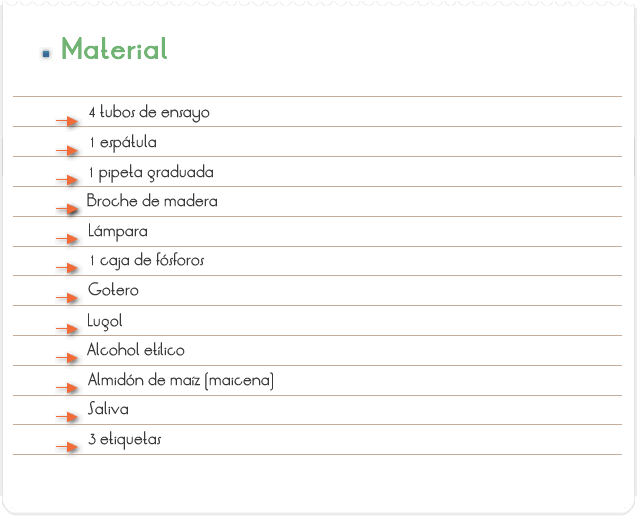 Material
4 tubos de ensayo
1 espátula
1 pipeta graduada
Broche de madera
Lámpara
1 caja de fósforos
Gotero
Lugol
Alcohol etílico
Almidón de maíz (maicena)
Saliva
3 etiquetas